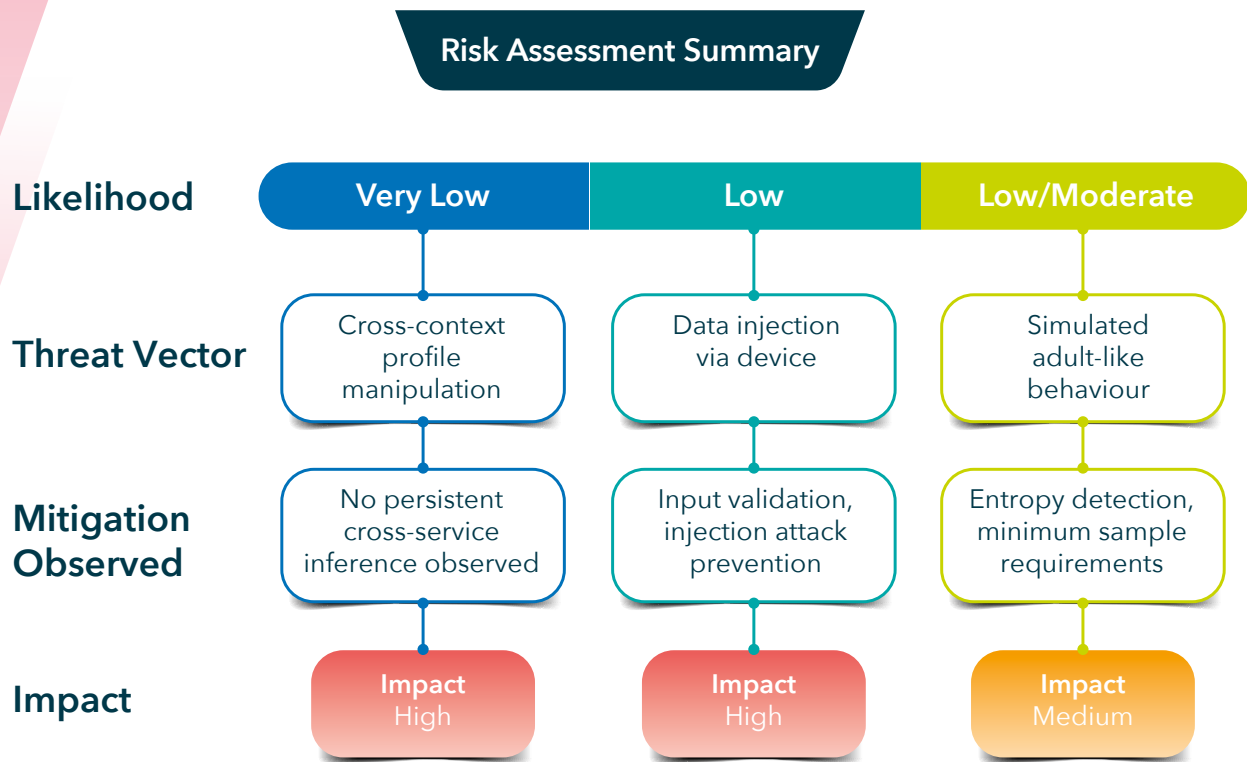 Risk Assessment Summary
Likelihood
Very Low
Low
Low/Moderate
Threat Vector
Cross-context
profile
manipulation
Data injection
via device
Simulated
adult-like
behaviour
Mitigation
Observed
No persistent
cross-service
inference observed
Input validation,
injection attack
prevention
Entropy detection,
minimum sample
requirements
Impact
Impact
High
Impact
High
Impact
Medium